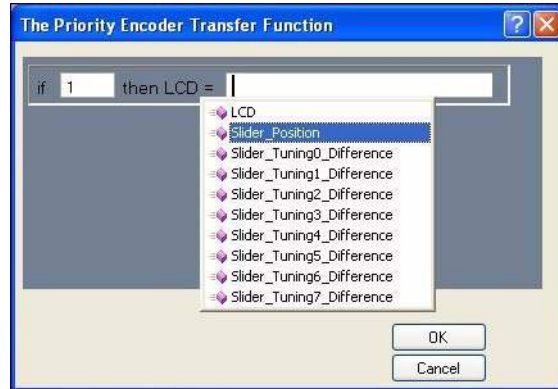 The Priority Encoder Transfer Function
if 1 then LCD =
LCD
Slider_Position
Slider_Tuning0_Difference
Slider_Tuning1_Difference
Slider_Tuning2_Difference
Slider_Tuning3_Difference
Slider_Tuning4_Difference
Slider_Tuning5_Difference
Slider_Tuning6_Difference
Slider_Tuning7_Difference
OK
Cancel